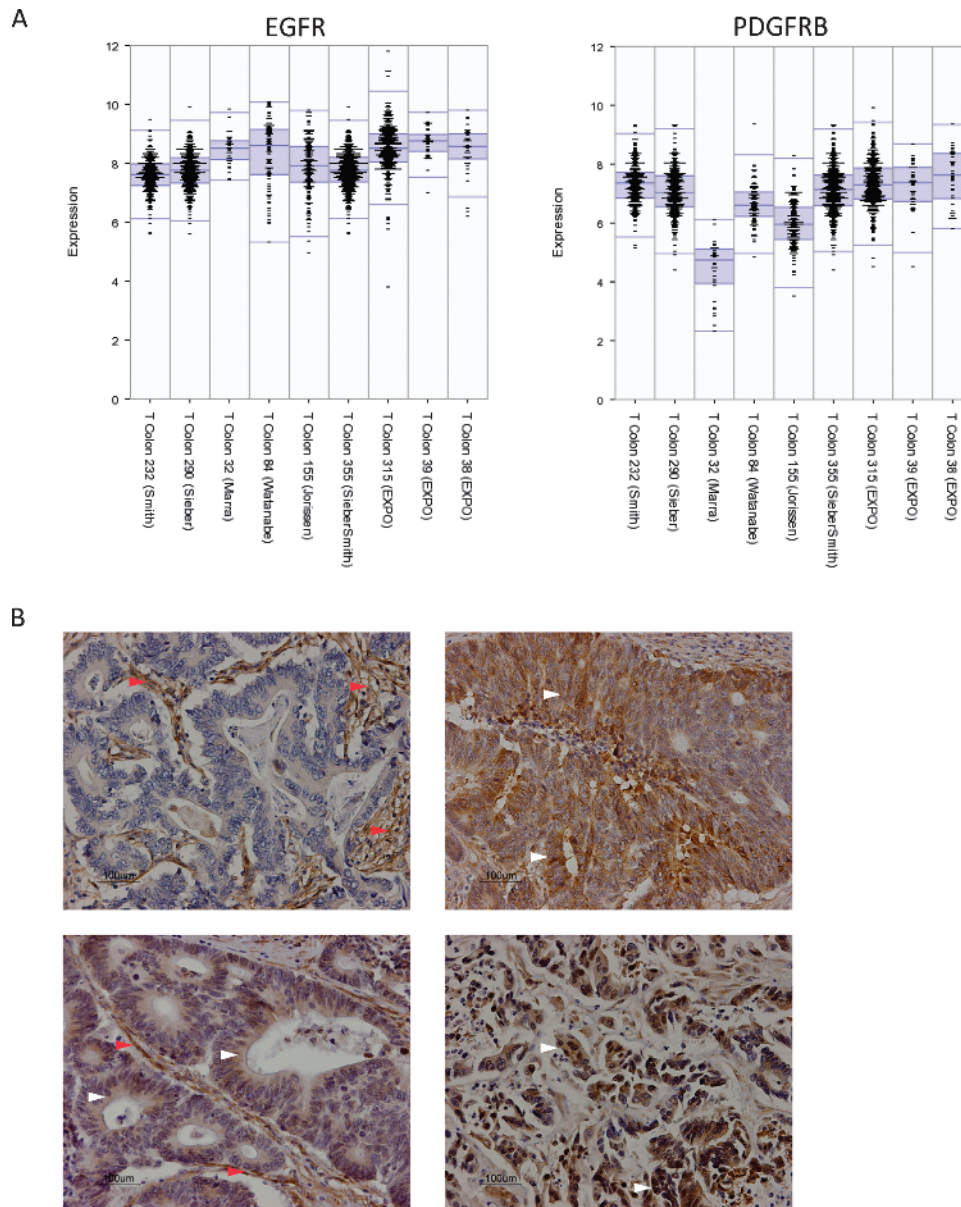 A
EGFR
PDGFRB
12
10
8
6
4
2
0
Expression
T Colon 232 (Smith)
T Colon 290 (Sieber)
T Colon 32 (Marra)
T Colon 84 (Watanabe)
T Colon 155 (Jorissen)
T Colon 355 (SieberSmith)
T Colon 315 (EXPO)
T Colon 39 (EXPO)
T Colon 38 (EXPO)
12
10
8
6
4
2
0
Expression
T Colon 232 (Smith)
T Colon 290 (Sieber)
T Colon 32 (Marra)
T Colon 84 (Watanabe)
T Colon 155 (Jorissen)
T Colon 355 (SieberSmith)
T Colon 315 (EXPO)
T Colon 39 (EXPO)
T Colon 38 (EXPO)
B
100um
100um
100um
100um